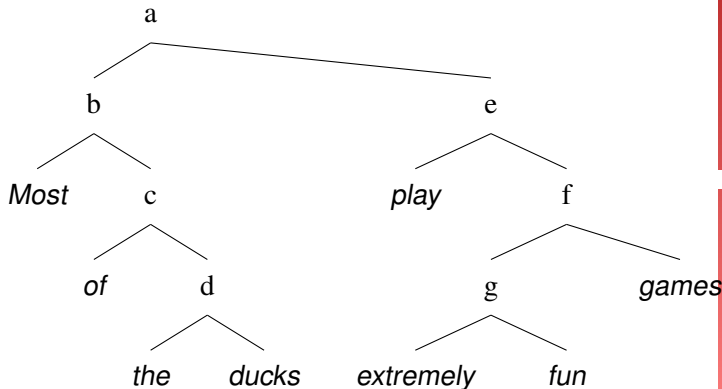 a
b e
Most c play f
of d g games
the ducks extremely fun